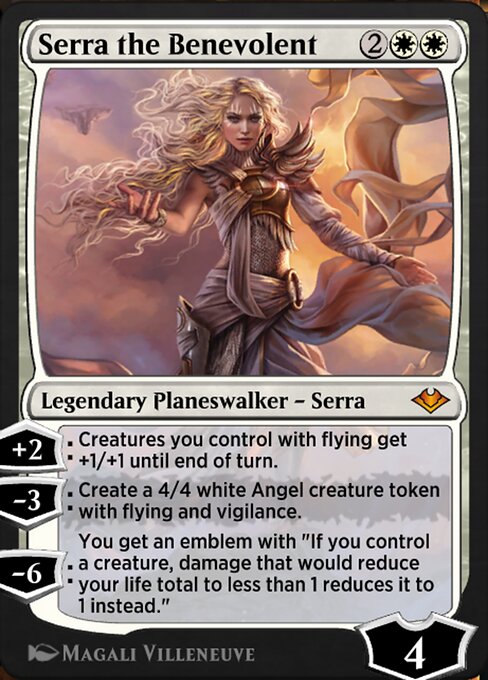 Serra the Benevolent 2
Legendary Planeswalker – Serra
+2: Creatures you control with flying get
+1/+1 until end of turn.
-3: Create a 4/4 white Angel creature token
with flying and vigilance.
You get an emblem with "If you control
-6: a creature, damage that would reduce
your life total to less than 1 reduces it to
1 instead."
MAGALI VILLENEUVE
4